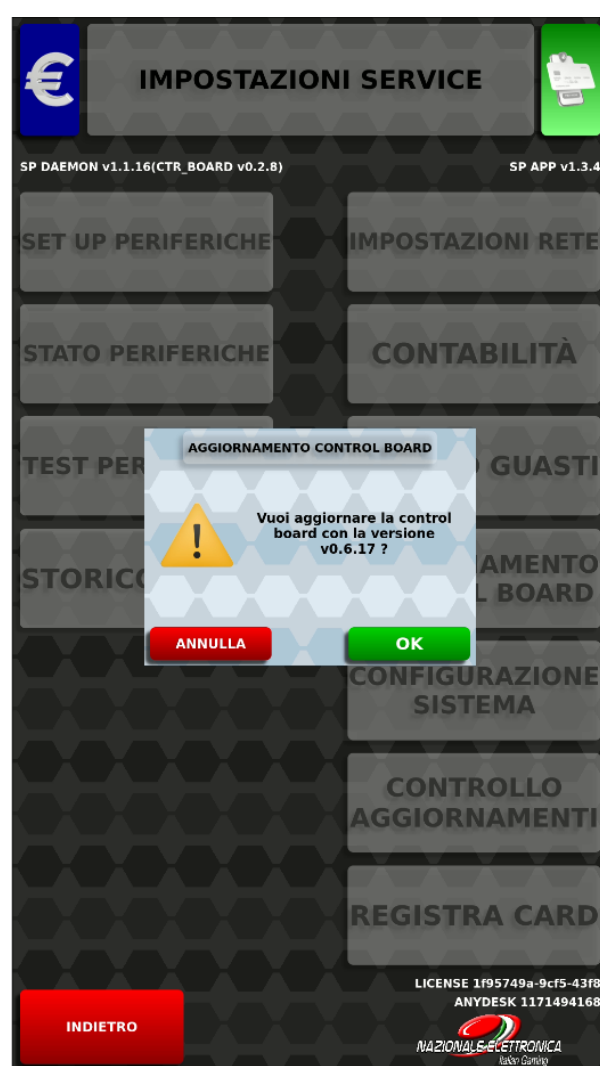 €
IMPOSTAZIONI SERVICE
SP DAEMON v1.1.16(CTR_BOARD v0.2.8)
SP APP v1.3.4
SET UP PERIFERICHE
IMPOSTAZIONI RETE
STATO PERIFERICHE
CONTABILITÀ
TEST PER
GUASTI
STORICO
AMENTO
L BOARD
AGGIORNAMENTO CONTROL BOARD
Vuoi aggiornare la control
board con la versione
v0.6.17 ?
ANNULLA
OK
CONFIGURAZIONE
SISTEMA
CONTROLLO
AGGIORNAMENTI
REGISTRA CARD
LICENSE 1f95749a-9cf5-43f8
ANYDESK 1171494168
INDIETRO
NAZIONALE ELETTRONICA
Italian Gaming